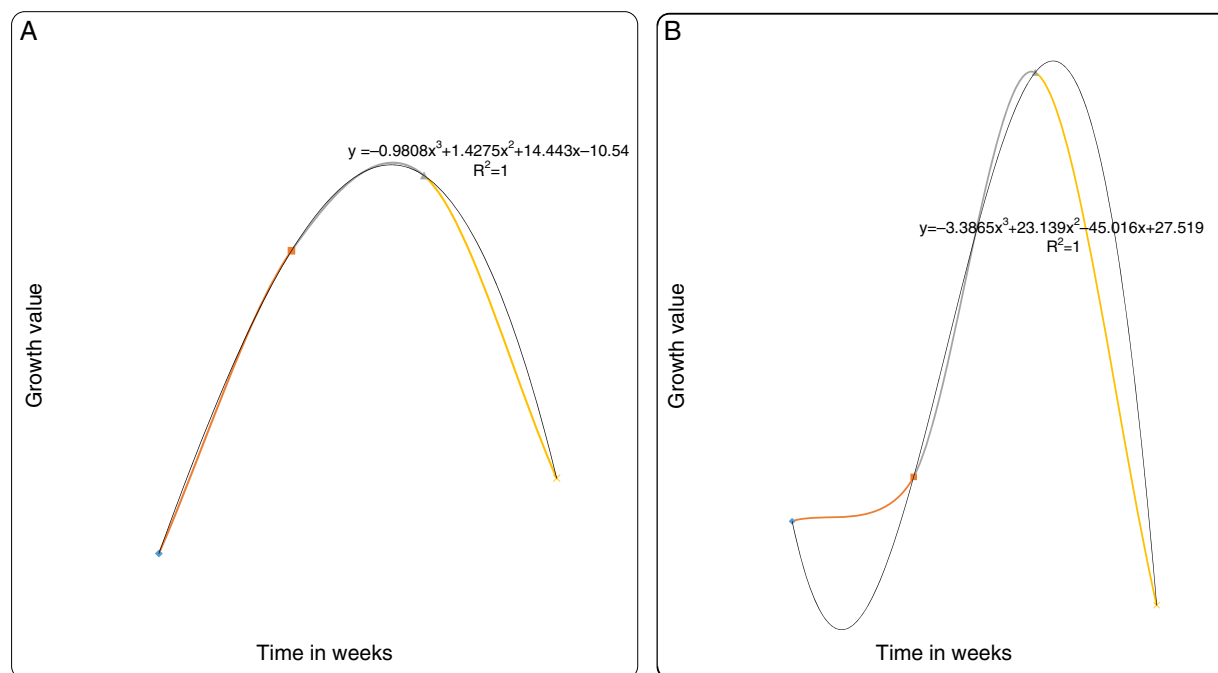 A
y =–0.9808x³+1.4275x²+14.443x–10.54
R²=1
Growth value
Time in weeks
B
y=–3.3865x³+23.139x²–45.016x+27.519
R²=1
Growth value
Time in weeks